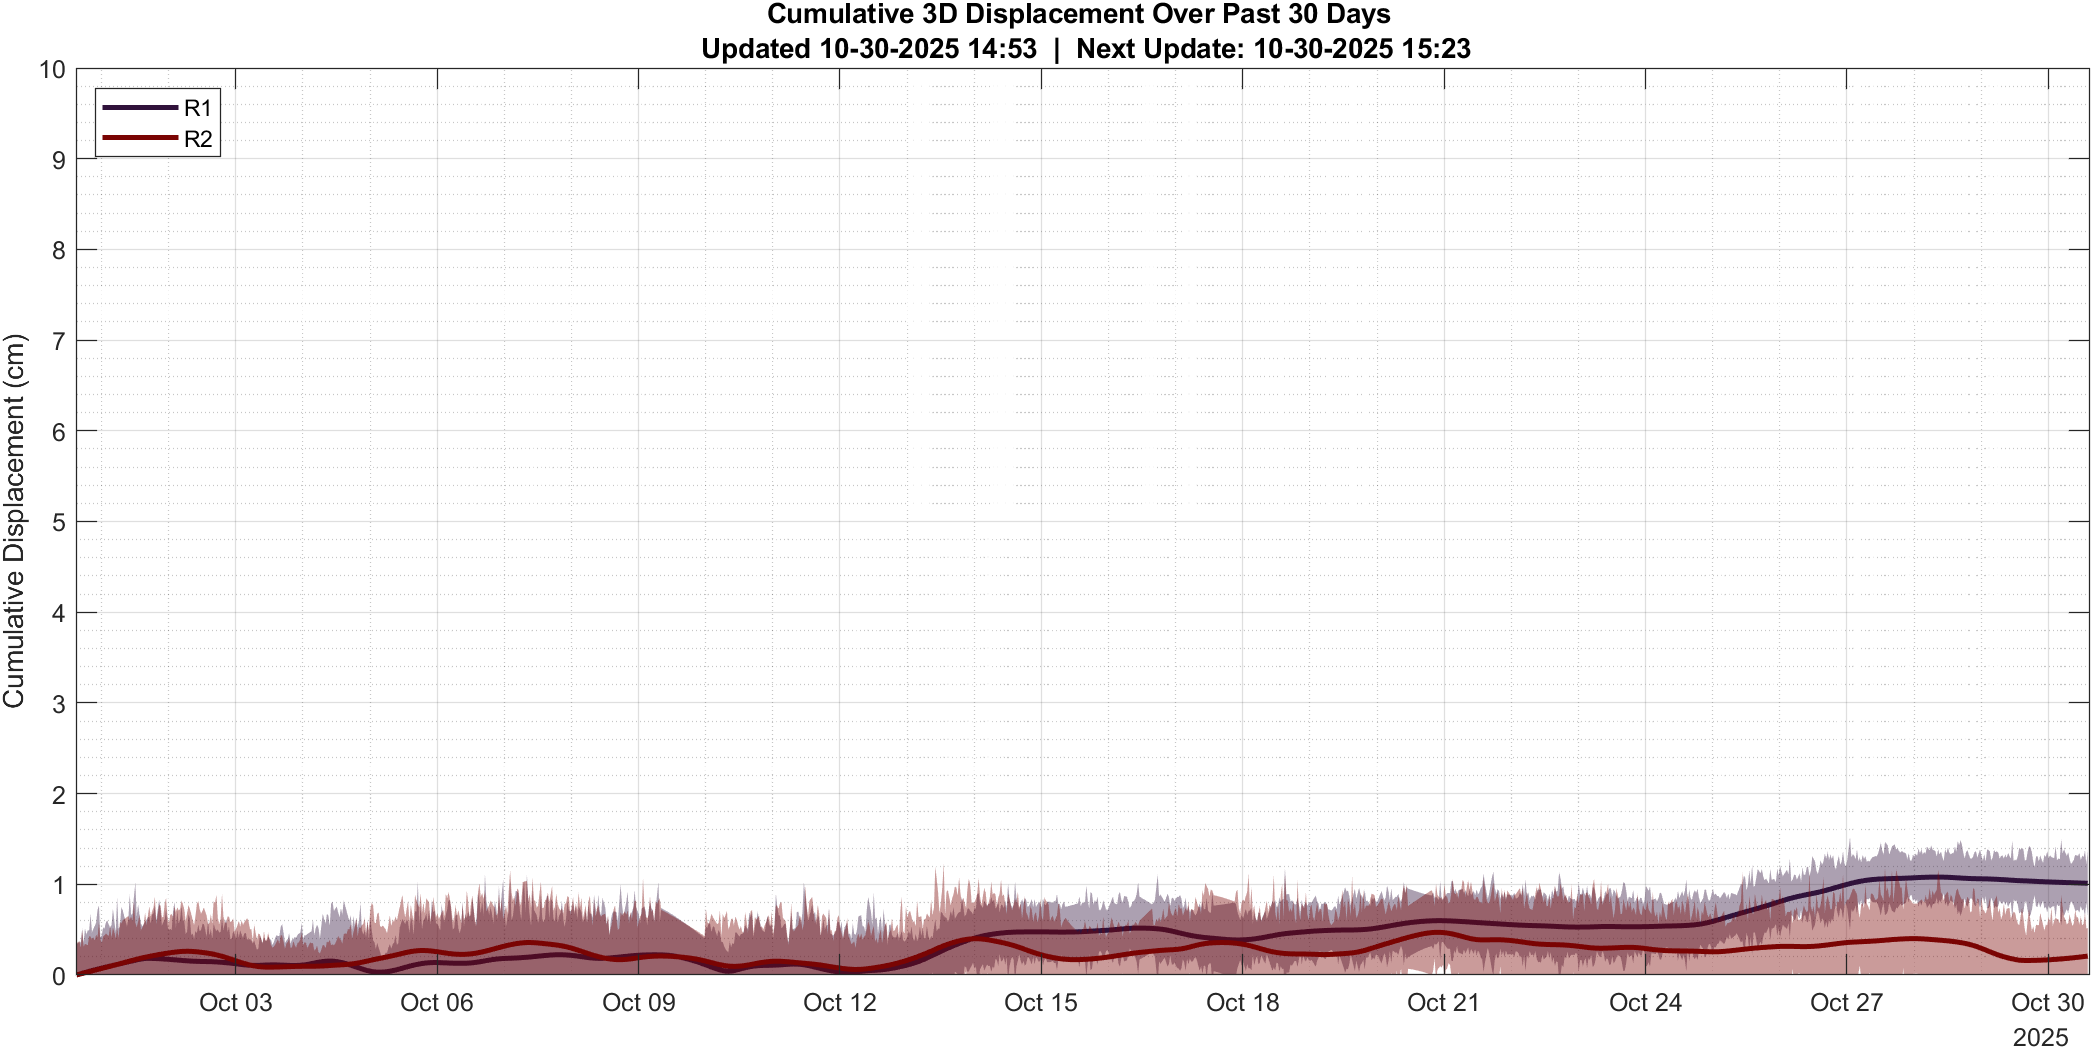 Cumulative 3D Displacement Over Past 30 Days
Updated 10-30-2025 14:53 | Next Update: 10-30-2025 15:23
R1
R2
Cumulative Displacement (cm)
10
9
8
7
6
5
4
3
2
1
0
Oct 03 Oct 06 Oct 09 Oct 12 Oct 15 Oct 18 Oct 21 Oct 24 Oct 27 Oct 30
2025